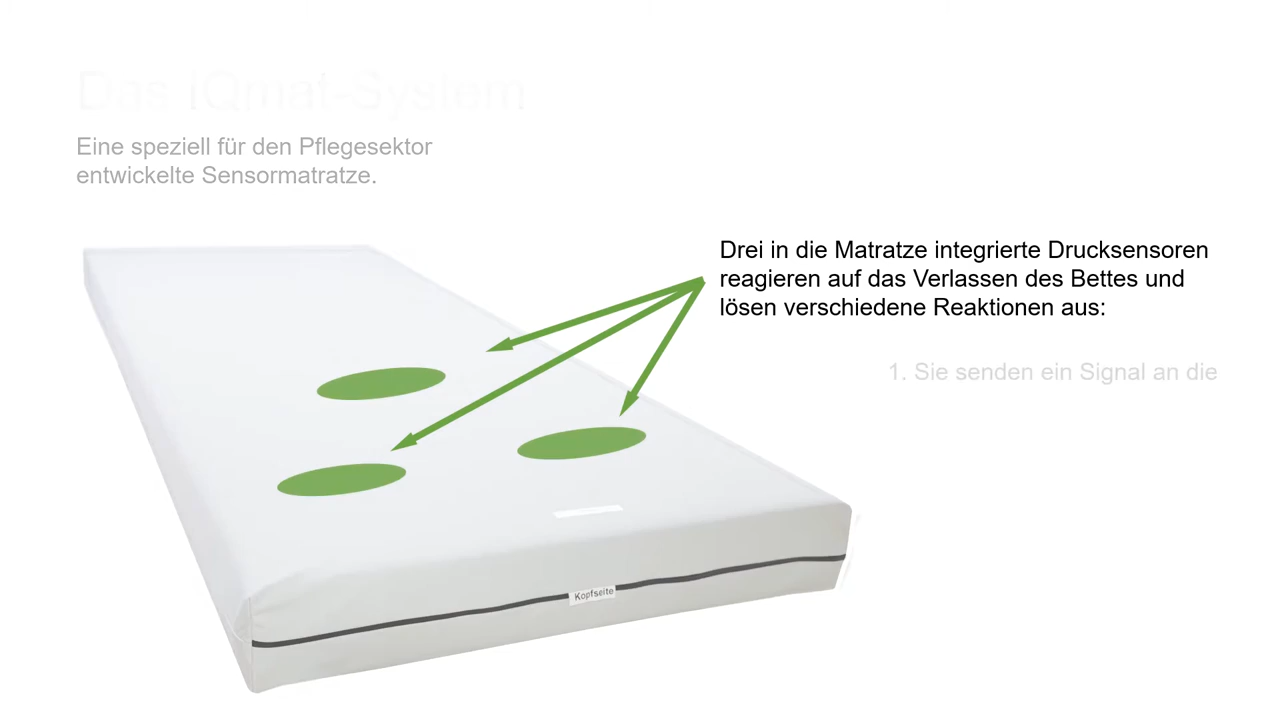 Das IQmat-System
Eine speziell für den Pflegesektor
entwickelte Sensormatratze.
Drei in die Matratze integrierte Drucksensoren
reagieren auf das Verlassen des Bettes und
lösen verschiedene Reaktionen aus:
1. Sie senden ein Signal an die
Kopfseite